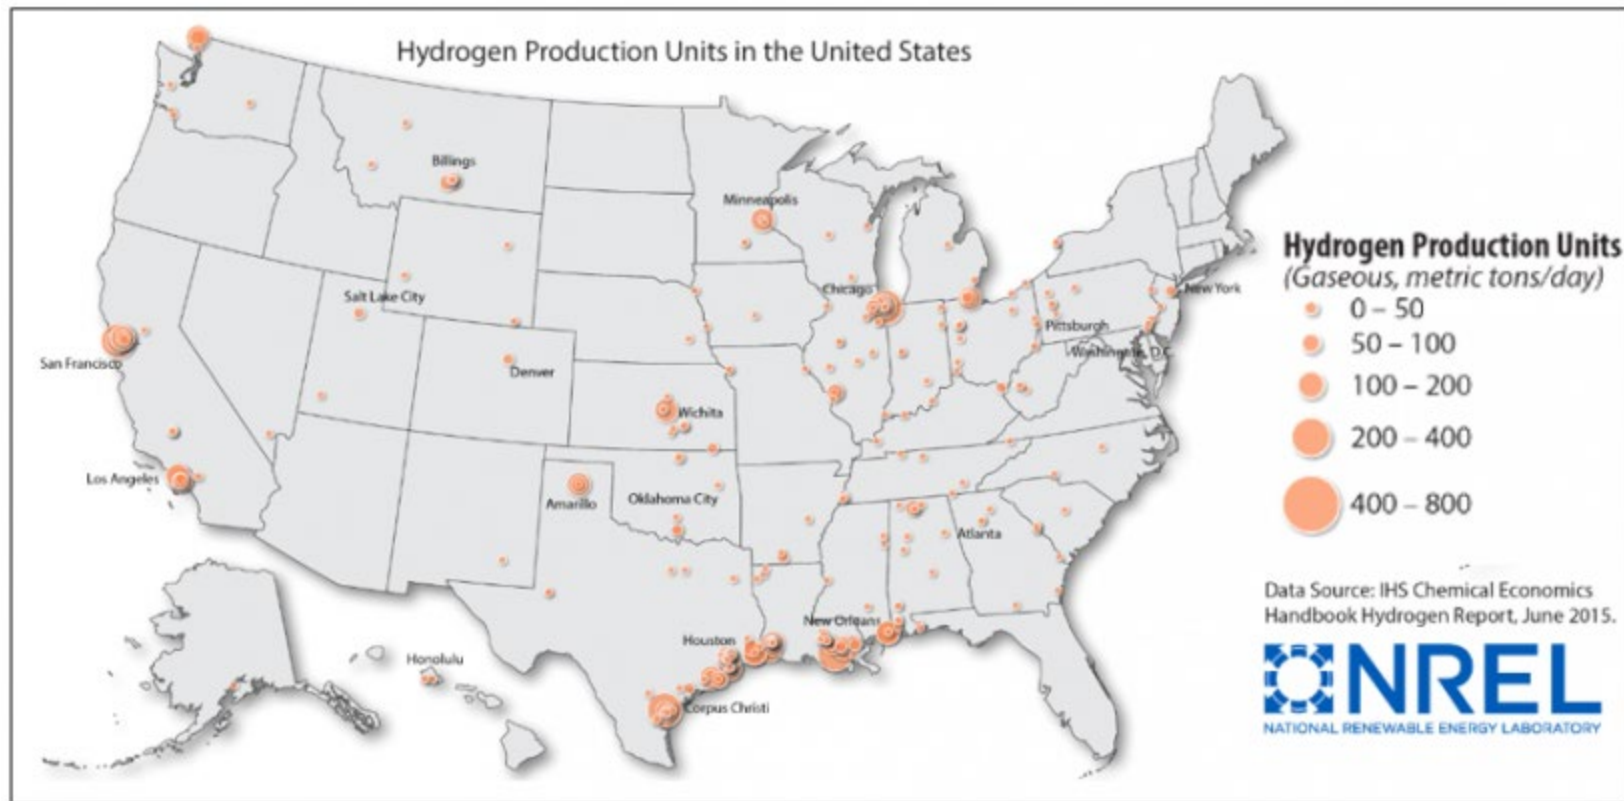 Hydrogen Production Units in the United States
Billings
Minneapolis
Chicago
Salt Lake City
New York
Pittsburgh
Washington, D.C.
San Francisco
Denver
Wichita
Los Angeles
Amarillo
Oklahoma City
Atlanta
New Orleans
Houston
Honolulu
Corpus Christi
Hydrogen Production Units
(Gaseous, metric tons/day)
0 – 50
50 – 100
100 – 200
200 – 400
400 – 800
Data Source: IHS Chemical Economics
Handbook Hydrogen Report, June 2015.
NREL
NATIONAL RENEWABLE ENERGY LABORATORY